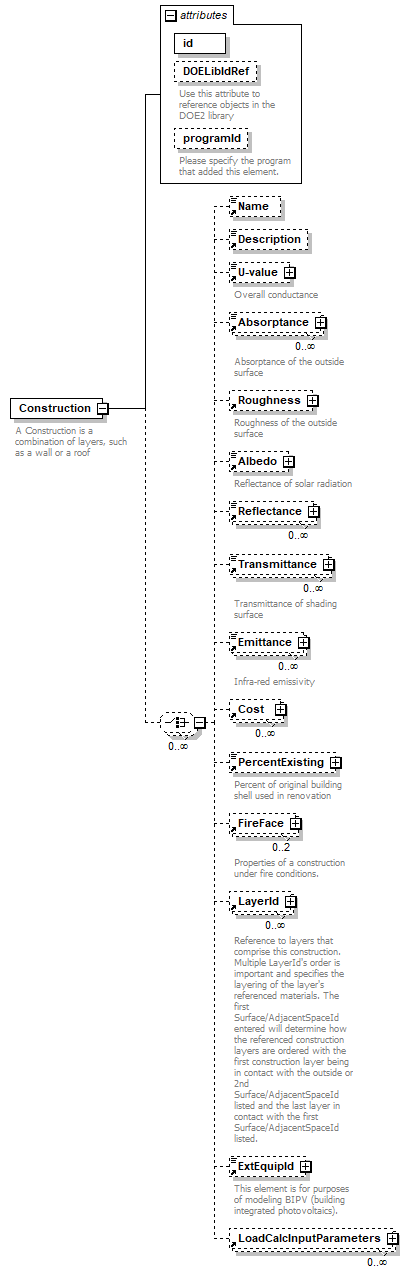 attributes
id
DOELibIdRef
Use this attribute to
reference objects in the
DOE2 library
programId
Please specify the program
that added this element.
Name
Description
U-value
Overall conductance
Absorptance
0..∞
Absorptance of the outside
surface
Construction
A Construction is a
combination of layers, such
as a wall or a roof
Roughness
Roughness of the outside
surface
Albedo
Reflectance of solar radiation
Reflectance
0..∞
Transmittance
0..∞
Transmittance of shading
surface
Emittance
0..∞
Infra-red emissivity
Cost
0..∞
0..∞
PercentExisting
Percent of original building
shell used in renovation
FireFace
0..2
Properties of a construction
under fire conditions.
LayerId
0..∞
Reference to layers that
comprise this construction.
Multiple LayerId's order is
important and specifies the
layering of the layer's
referenced materials. The
first
Surface/AdjacentSpaceId
entered will determine how
the referenced construction
layers are ordered with the
first construction layer being
in contact with the outside or
2nd
Surface/AdjacentSpaceId
listed and the last layer in
contact with the first
Surface/AdjacentSpaceId
listed.
ExtEquipId
This element is for purposes
of modeling BIPV (building
integrated photovoltaics).
LoadCalcInputParameters
0..∞